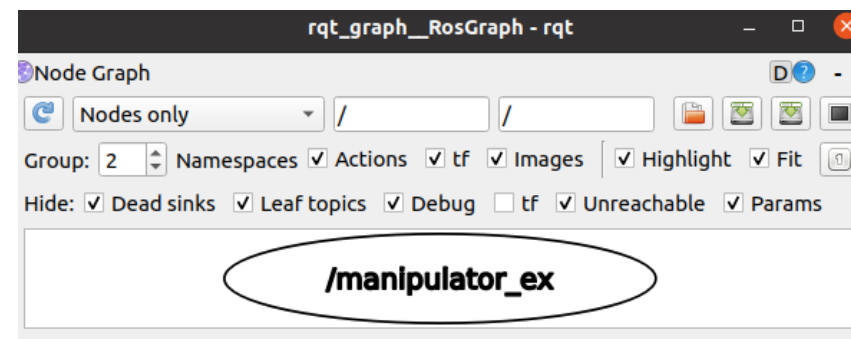 rqt_graph__RosGraph - rqt
Node Graph D ? -
Nodes only / /
Group: 2 Namespaces Actions tf Images Highlight Fit
Hide: Dead sinks Leaf topics Debug tf Unreachable Params
/manipulator_ex